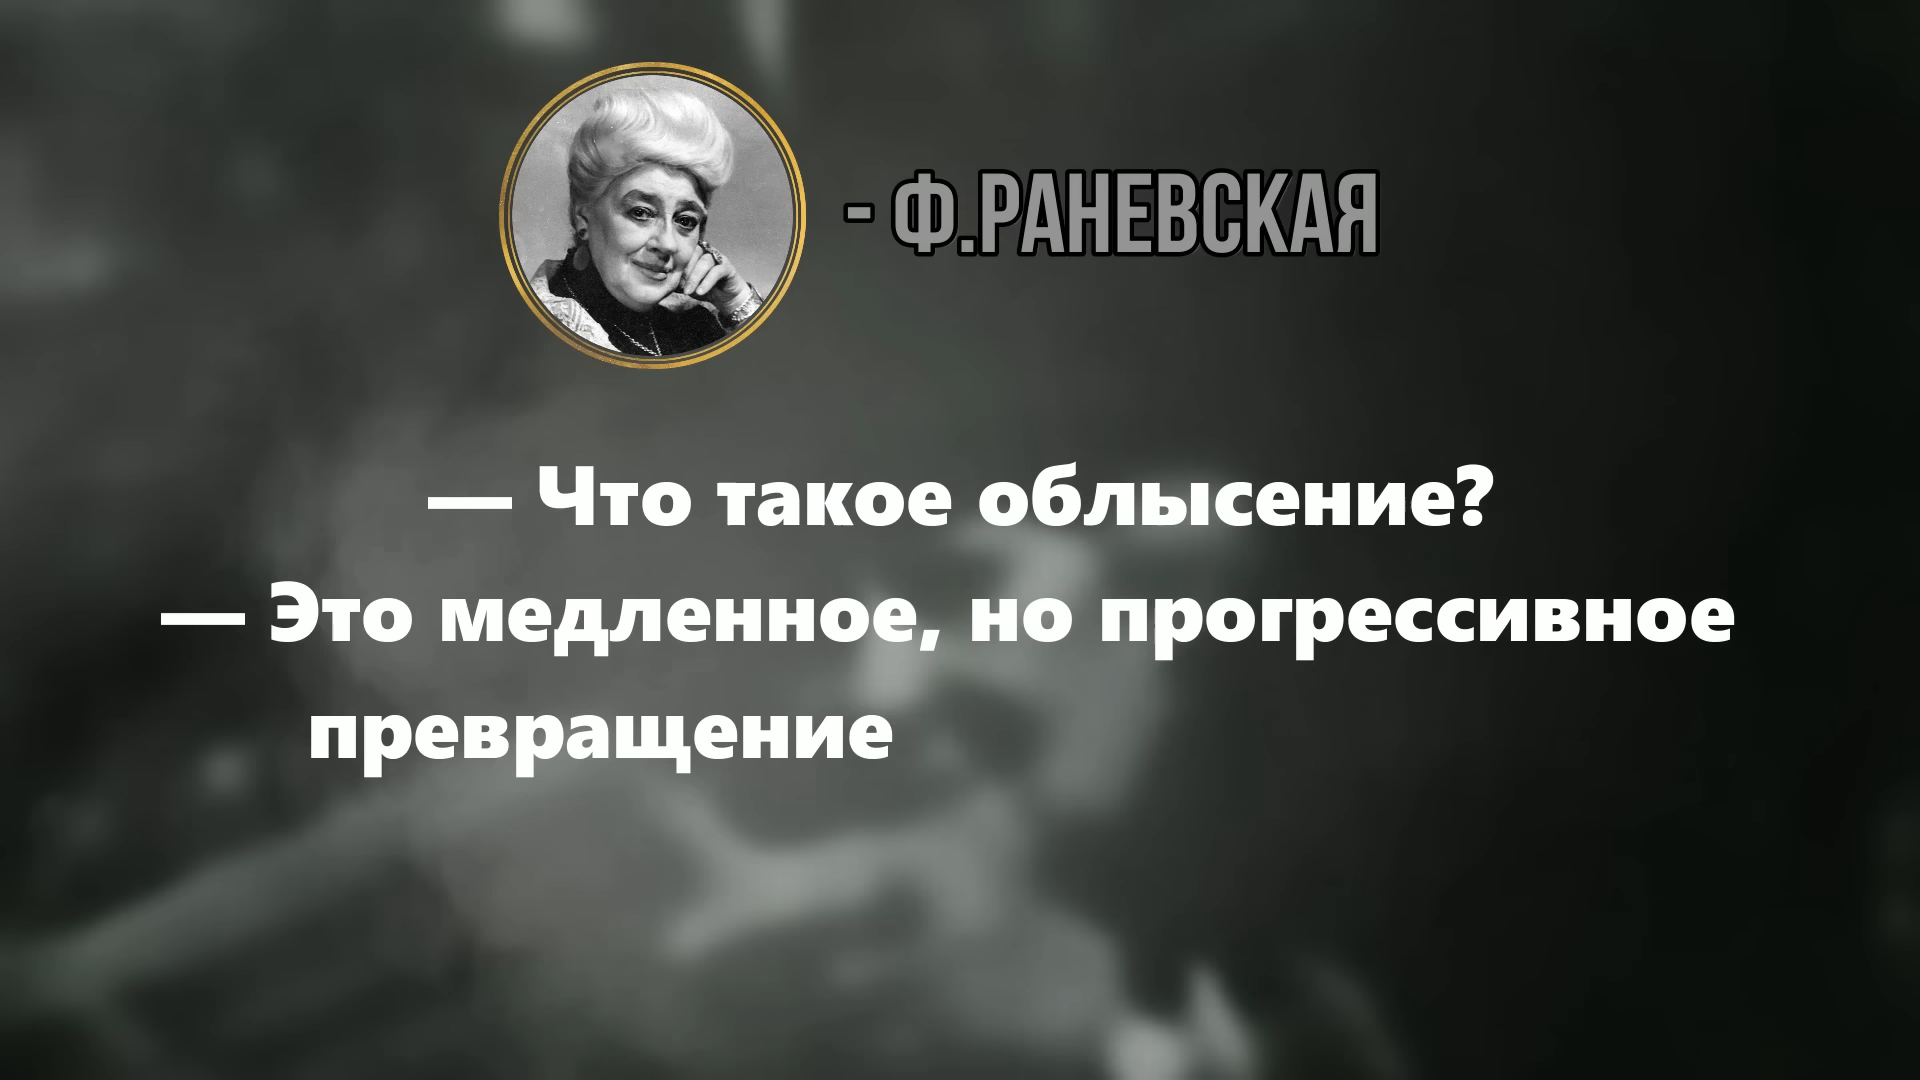 - Ф.РАНЕВСКАЯ
— Что такое облысение?
— Это медленное, но прогрессивное
превращение